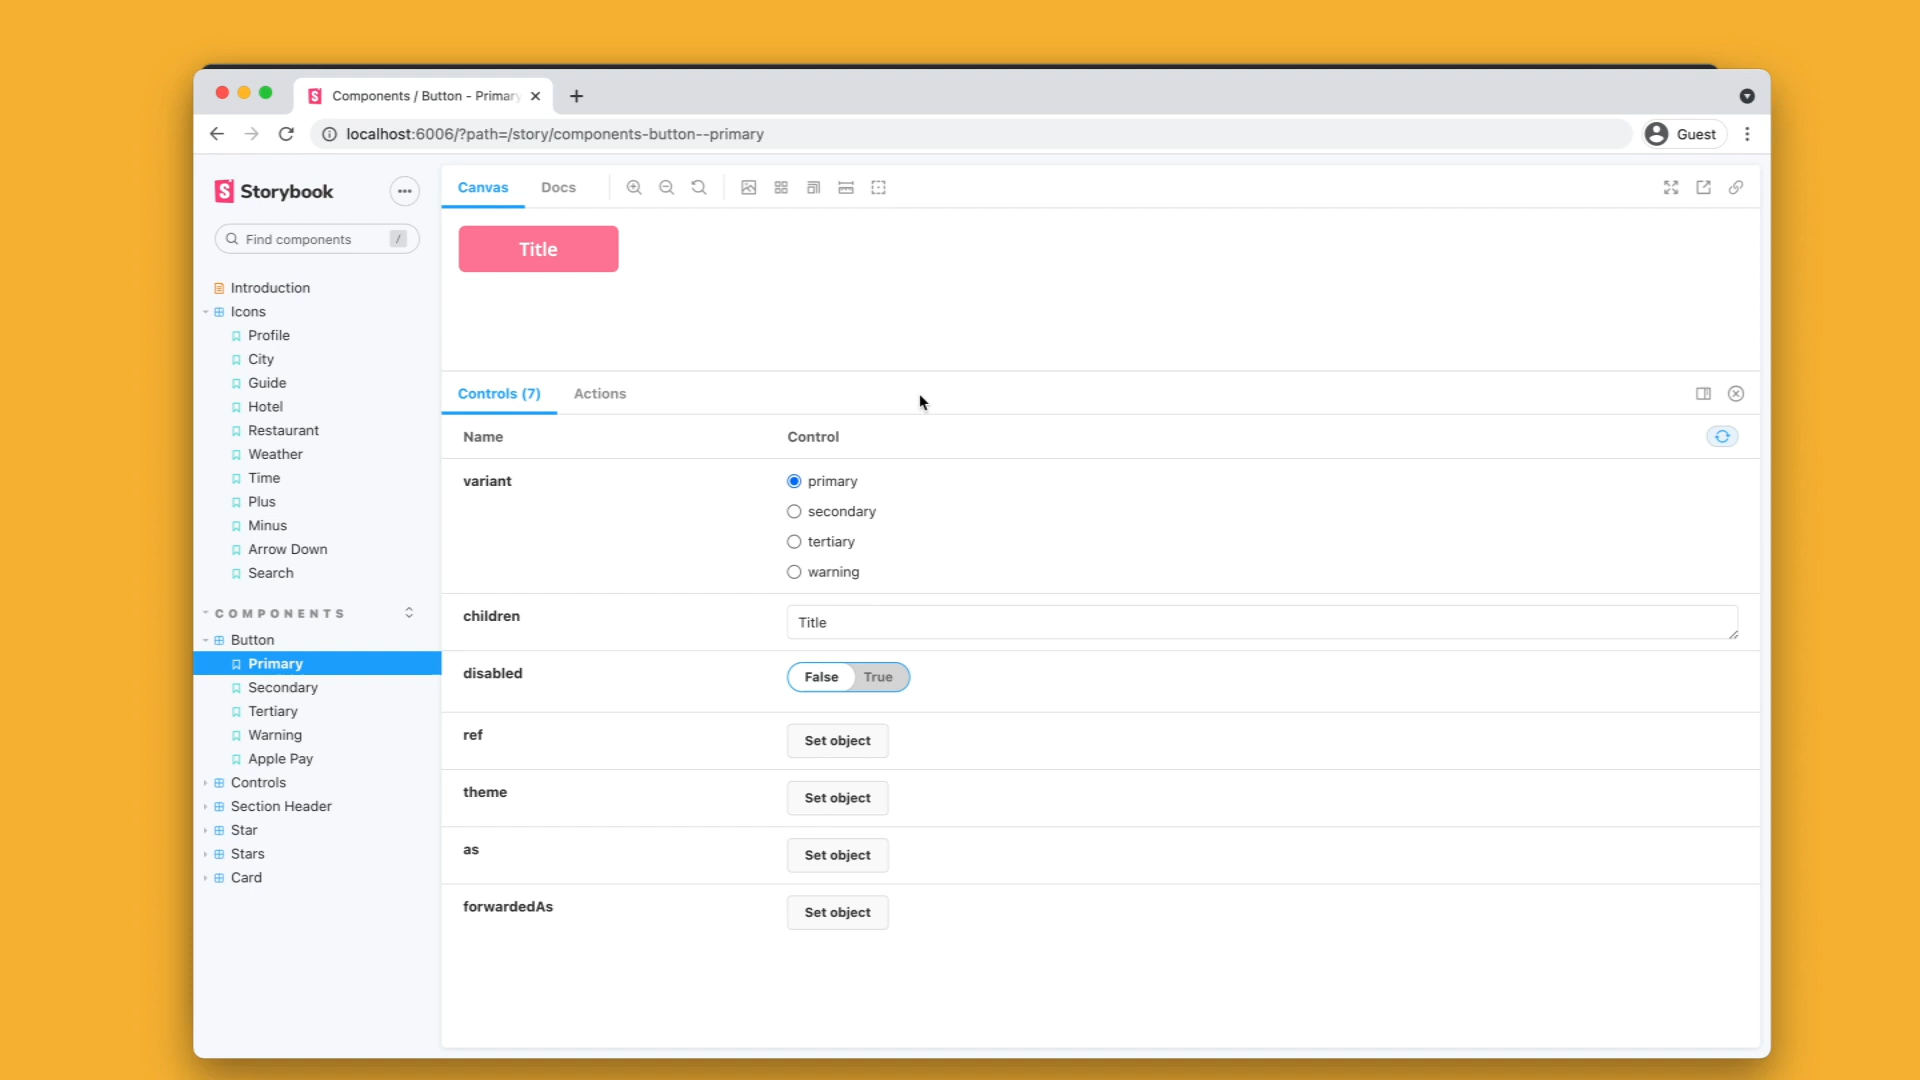 Components / Button - Primar
localhost:6006/?path=/story/components-button--primary
Guest
Storybook
Find components /
Introduction
Icons
Profile
City
Guide
Hotel
Restaurant
Weather
Time
Plus
Minus
Arrow Down
Search
COMPONENTS
Button
Primary
Secondary
Tertiary
Warning
Apple Pay
Controls
Section Header
Star
Stars
Card
Canvas Docs
Title
Controls (7) Actions
Name Control
variant primary
secondary
tertiary
warning
children Title
disabled False True
ref Set object
theme Set object
as Set object
forwardedAs Set object